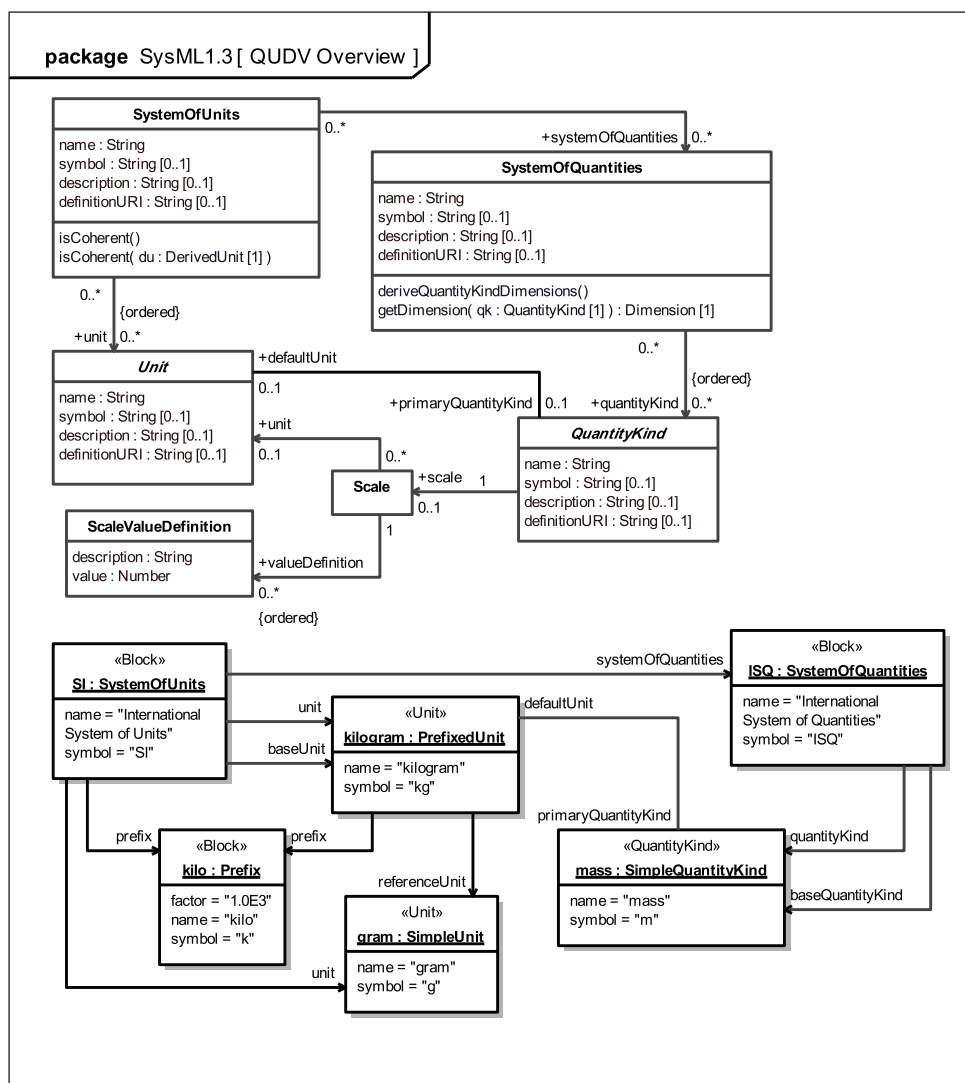 package SysML1.3 [ QUDV Overview ]
SystemOfUnits
name : String
symbol : String [0..1]
description : String [0..1]
definitionURI : String [0..1]
isCoherent()
isCoherent( du : DerivedUnit [1] )
0..*
+systemOfQuantities
0..*
SystemOfQuantities
name : String
symbol : String [0..1]
description : String [0..1]
definitionURI : String [0..1]
deriveQuantityKindDimensions()
getDimension( qk : QuantityKind [1] ) : Dimension [1]
0..*
{ordered}
+unit
0..*
0..*
{ordered}
+quantityKind
0..*
Unit
name : String
symbol : String [0..1]
description : String [0..1]
definitionURI : String [0..1]
+defaultUnit
0..1
+primaryQuantityKind
0..1
+unit
0..1
0..*
QuantityKind
name : String
symbol : String [0..1]
description : String [0..1]
definitionURI : String [0..1]
Scale
+scale
1
0..1
1
ScaleValueDefinition
description : String
value : Number
+valueDefinition
0..*
{ordered}
«Block»
SI : SystemOfUnits
name = "International
System of Units"
symbol = "SI"
systemOfQuantities
«Block»
ISQ : SystemOfQuantities
name = "International
System of Quantities"
symbol = "ISQ"
unit
baseUnit
«Unit»
kilogram : PrefixedUnit
name = "kilogram"
symbol = "kg"
defaultUnit
primaryQuantityKind
prefix
prefix
«Block»
kilo : Prefix
factor = "1.0E3"
name = "kilo"
symbol = "k"
referenceUnit
«QuantityKind»
mass : SimpleQuantityKind
name = "mass"
symbol = "m"
quantityKind
baseQuantityKind
«Unit»
gram : SimpleUnit
name = "gram"
symbol = "g"
unit